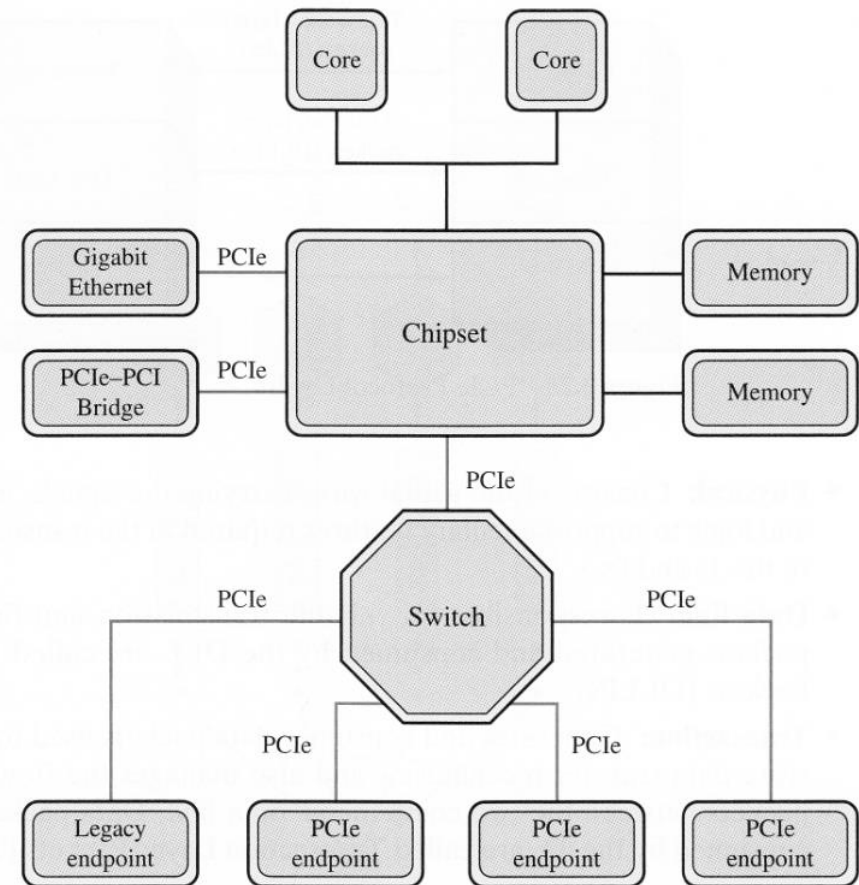 Core
Core
Gigabit
Ethernet
PCIe
PCIe–PCI
Bridge
PCIe
Chipset
Memory
Memory
PCIe
Switch
PCIe
PCIe
PCIe
PCIe
Legacy
endpoint
PCIe
endpoint
PCIe
endpoint
PCIe
endpoint